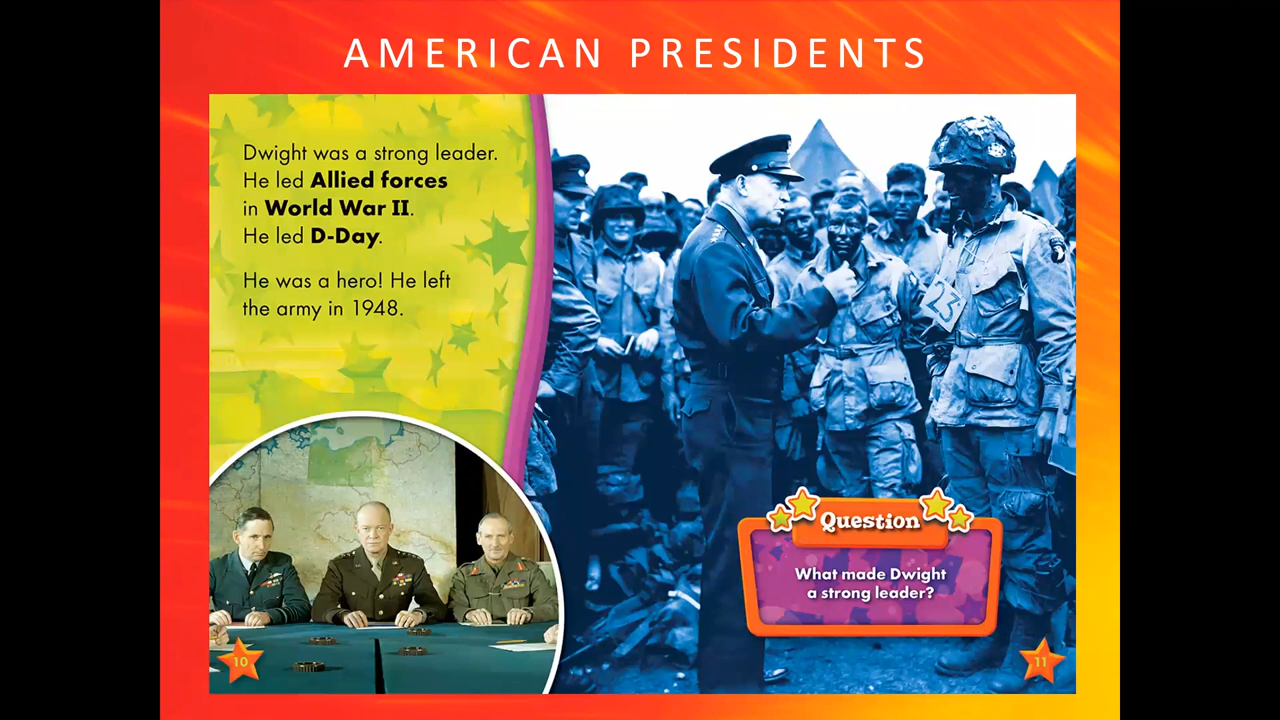 AMERICAN PRESIDENTS
Dwight was a strong leader.
He led Allied forces
in World War II.
He led D-Day.
He was a hero! He left
the army in 1948.
23
Question
What made Dwight
a strong leader?
10
11